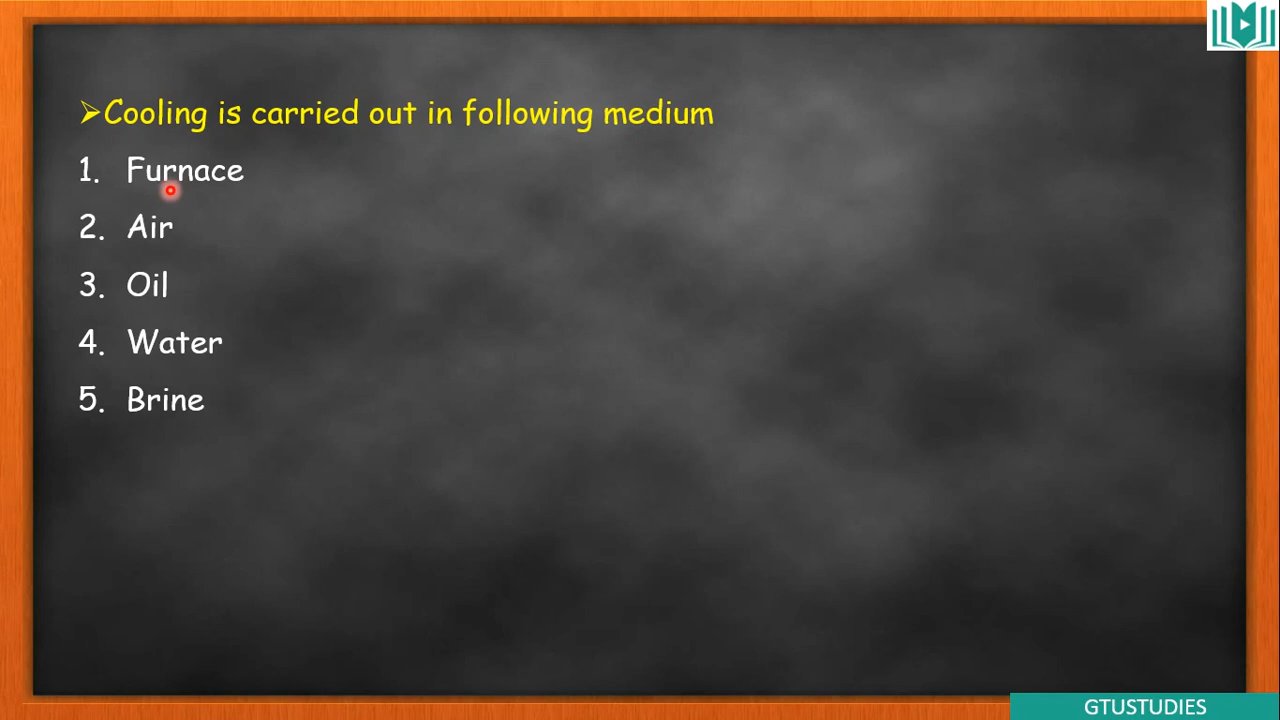 ➢Cooling is carried out in following medium
1. Furnace
2. Air
3. Oil
4. Water
5. Brine
GTUSTUDIES